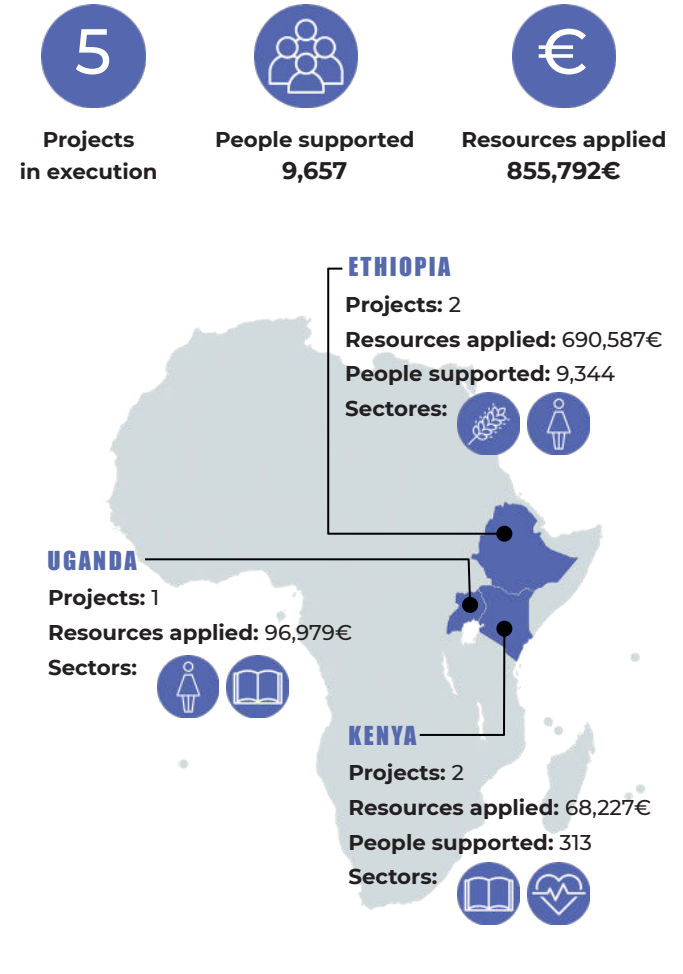 5
€
Projects
in execution
People supported
9,657
Resources applied
855,792€
ETHIOPIA
Projects: 2
Resources applied: 690,587€
People supported: 9,344
Sectores:
UGANDA
Projects: 1
Resources applied: 96,979€
Sectors:
KENYA
Projects: 2
Resources applied: 68,227€
People supported: 313
Sectors: